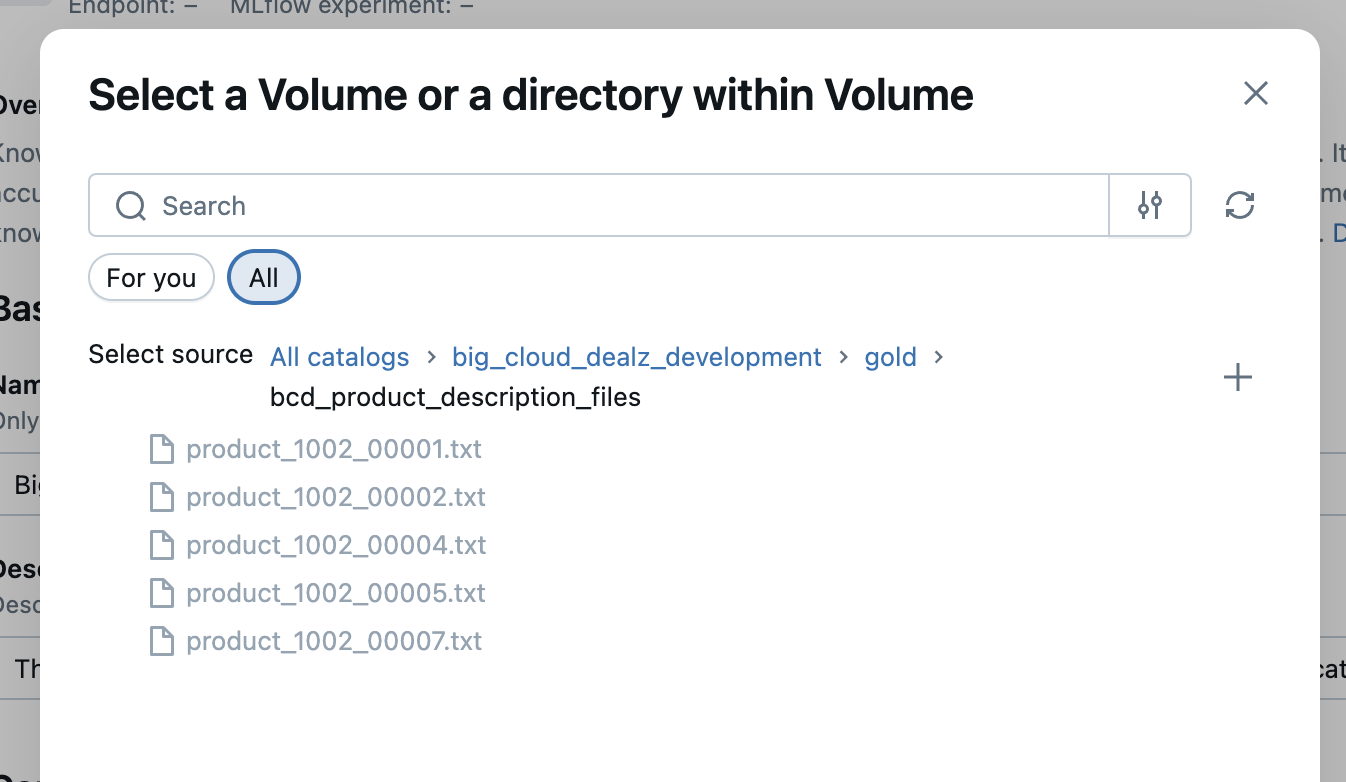 Endpoint: – MLflow experiment: –
Select a Volume or a directory within Volume
Search
For you
All
Select source All catalogs > big_cloud_dealz_development > gold >
bcd_product_description_files
product_1002_00001.txt
product_1002_00002.txt
product_1002_00004.txt
product_1002_00005.txt
product_1002_00007.txt